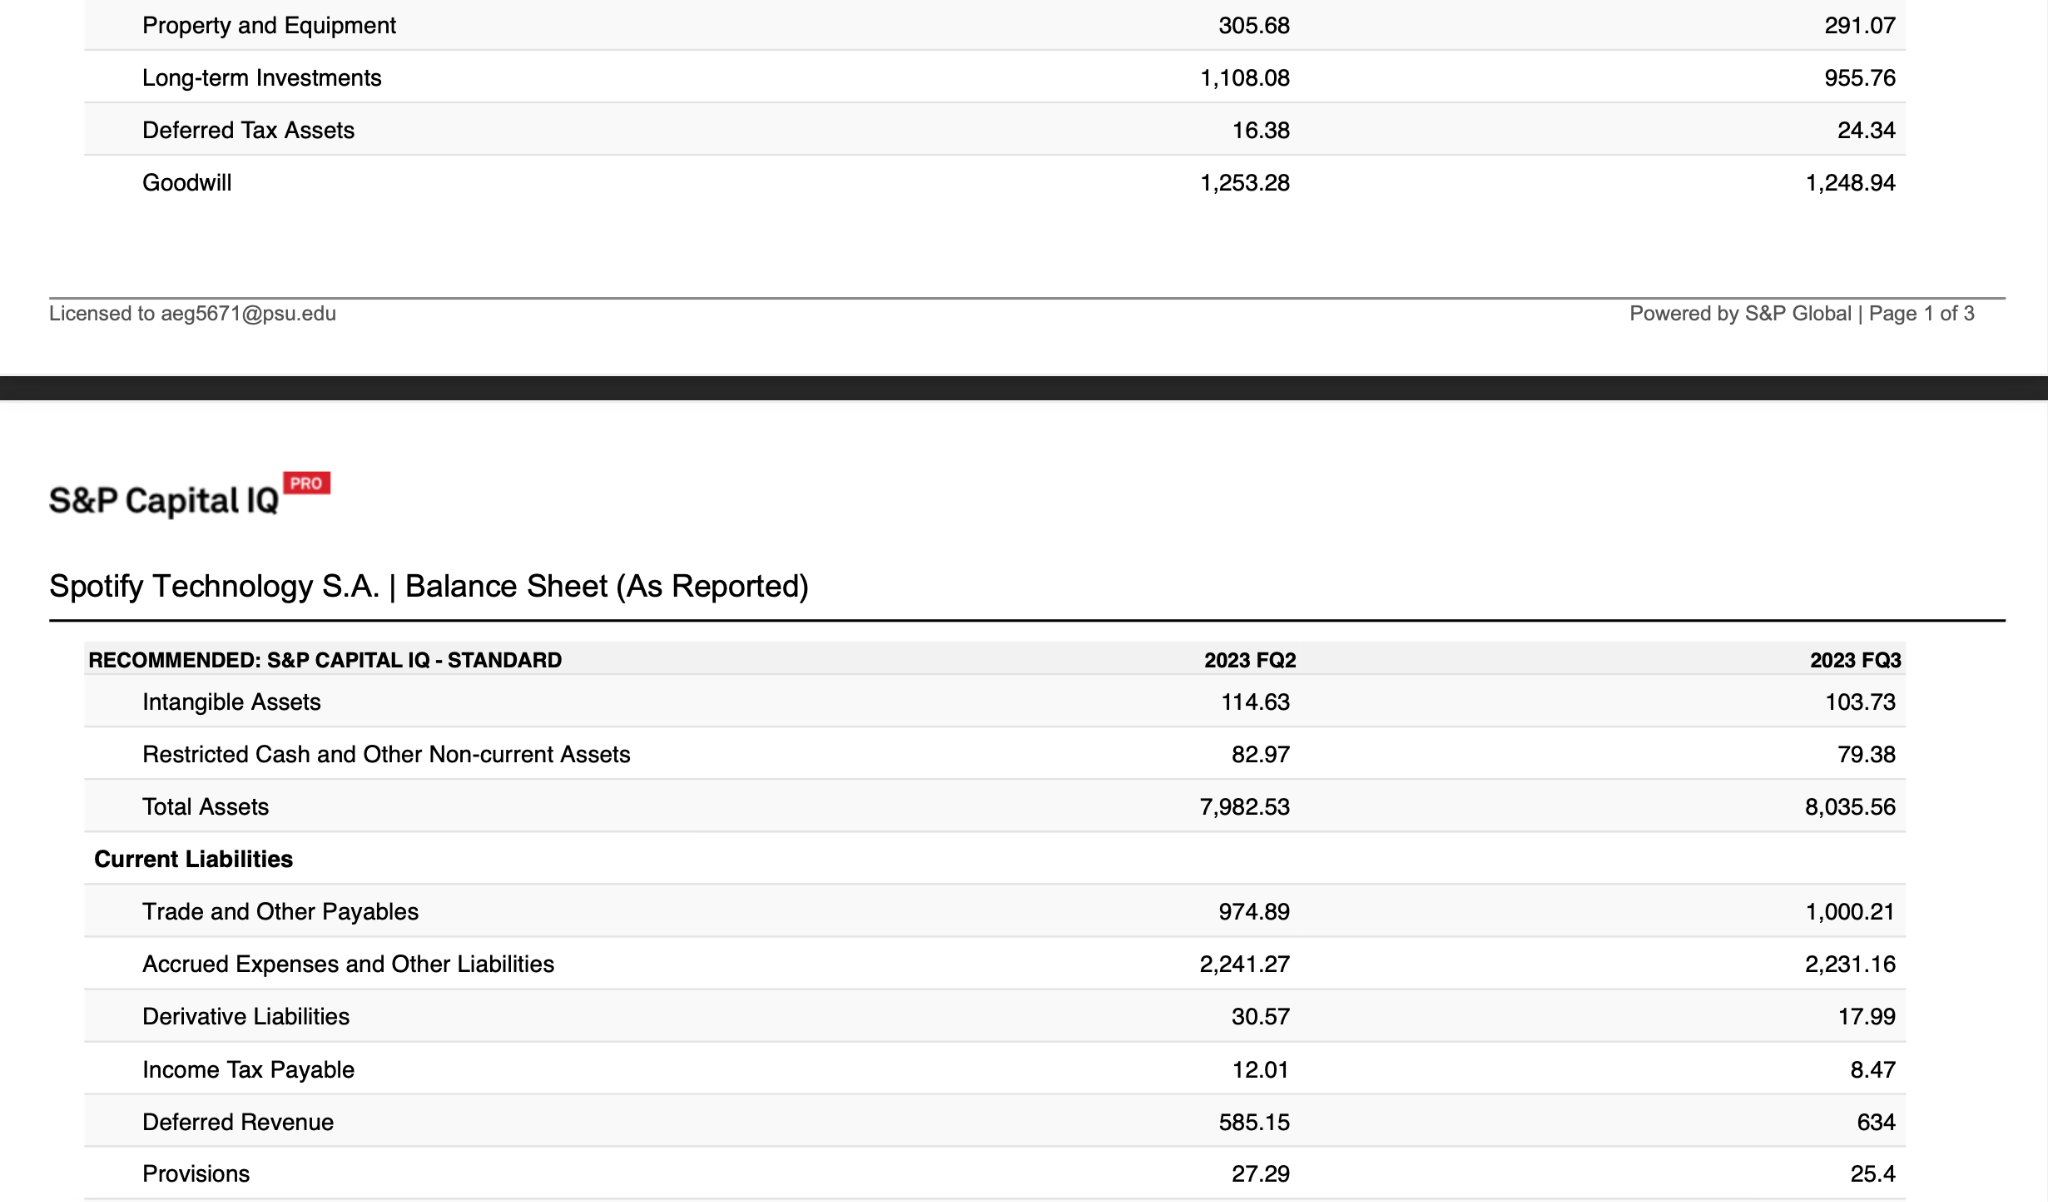 Property and Equipment 305.68 291.07
Long-term Investments 1,108.08 955.76
Deferred Tax Assets 16.38 24.34
Goodwill 1,253.28 1,248.94
Licensed to aeg5671@psu.edu Powered by S&P Global | Page 1 of 3
S&P Capital IQ PRO
Spotify Technology S.A. | Balance Sheet (As Reported)
RECOMMENDED: S&P CAPITAL IQ - STANDARD 2023 FQ2 2023 FQ3
Intangible Assets 114.63 103.73
Restricted Cash and Other Non-current Assets 82.97 79.38
Total Assets 7,982.53 8,035.56
Current Liabilities
Trade and Other Payables 974.89 1,000.21
Accrued Expenses and Other Liabilities 2,241.27 2,231.16
Derivative Liabilities 30.57 17.99
Income Tax Payable 12.01 8.47
Deferred Revenue 585.15 634
Provisions 27.29 25.4